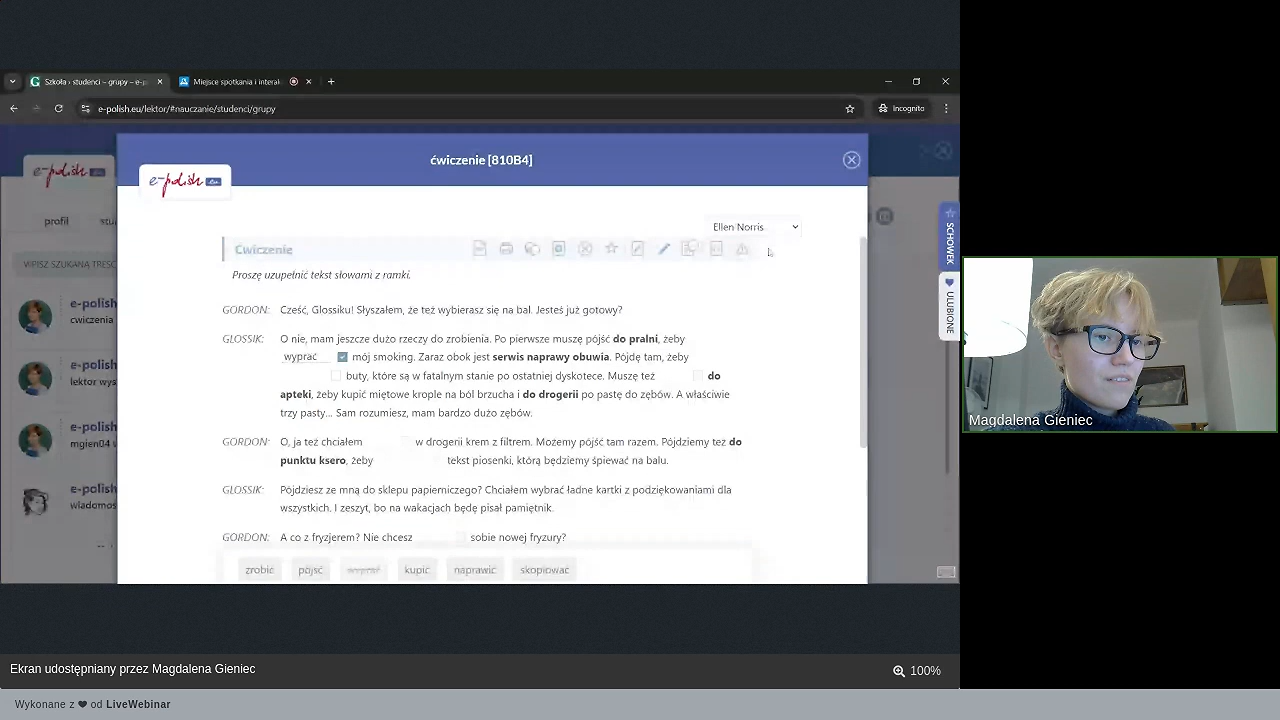 Szkoła › studenci – grupy – e-p
Miejsce spotkania i interak
e-polish.eu/lektor/#nauczanie/studenci/grupy
Incognito
ćwiczenie [810B4]
e-polish .eu
e-polish .eu
profil
stu
Ellen Norris
SCHOWEK
ULUBIONE
WPISZ SZUKANĄ TREŚĆ
Ćwiczenie
Proszę uzupełnić tekst słowami z ramki.
e-polish
cwiczenia
GORDON: Cześć, Glossiku! Słyszałem, że też wybierasz się na bal. Jesteś już gotowy?
GLOSSIK: O nie, mam jeszcze dużo rzeczy do zrobienia. Po pierwsze muszę pójść do pralni, żeby
wyprać mój smoking. Zaraz obok jest serwis naprawy obuwia. Pójdę tam, żeby
e-polish
lektor wys
buty, które są w fatalnym stanie po ostatniej dyskotece. Muszę też do
apteki, żeby kupić miętowe krople na ból brzucha i do drogerii po pastę do zębów. A właściwie
trzy pasty... Sam rozumiesz, mam bardzo dużo zębów.
e-polish
mgien04 w
GORDON: O, ja też chciałem w drogerii krem z filtrem. Możemy pójść tam razem. Pójdziemy też do
punktu ksero, żeby tekst piosenki, którą będziemy śpiewać na balu.
e-polish
wiadomoś
GLOSSIK: Pójdziesz ze mną do sklepu papierniczego? Chciałem wybrać ładne kartki z podziękowaniami dla
wszystkich. I zeszyt, bo na wakacjach będę pisał pamiętnik.
GORDON: A co z fryzjerem? Nie chcesz sobie nowej fryzury?
zrobić pójść wyprać kupić naprawić skopiować
Magdalena Gieniec
Ekran udostępniany przez Magdalena Gieniec
100%
Wykonane z ❤ od LiveWebinar